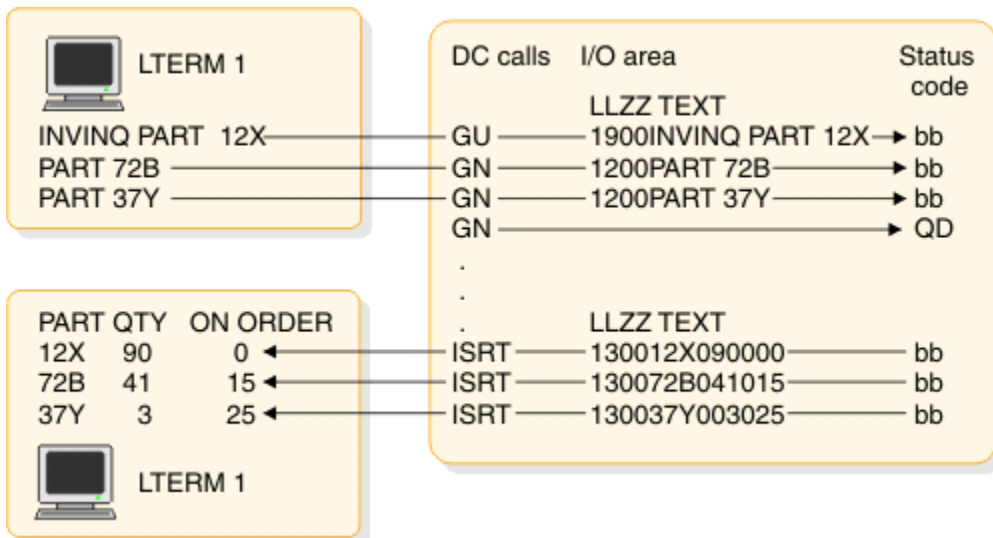 LTERM 1
INVINQ PART 12X
PART 72B
PART 37Y
DC calls I/O area Status code
LLZZ TEXT
GU 1900INVINQ PART 12X bb
GN 1200PART 72B bb
GN 1200PART 37Y bb
GN QD
.
.
.
LLZZ TEXT
ISRT 130012X090000 bb
ISRT 130072B041015 bb
ISRT 130037Y003025 bb
PART QTY ON ORDER
12X 90 0
72B 41 15
37Y 3 25
LTERM 1